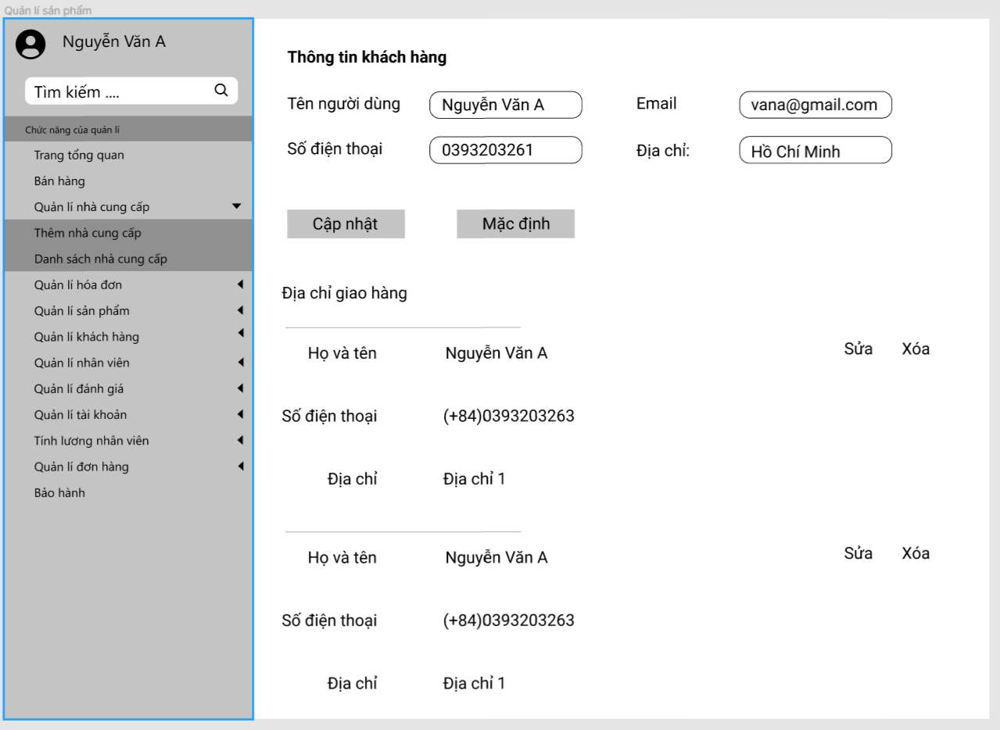 Quản lí sản phẩm
Nguyễn Văn A
Tìm kiếm ....
Chức năng của quản lí
Trang tổng quan
Bán hàng
Quản lí nhà cung cấp
Thêm nhà cung cấp
Danh sách nhà cung cấp
Quản lí hóa đơn
Quản lí sản phẩm
Quản lí khách hàng
Quản lí nhân viên
Quản lí đánh giá
Quản lí tài khoản
Tính lương nhân viên
Quản lí đơn hàng
Bảo hành
Thông tin khách hàng
Tên người dùng Nguyễn Văn A Email vana@gmail.com
Số điện thoại 0393203261 Địa chỉ: Hồ Chí Minh
Cập nhật Mặc định
Địa chỉ giao hàng
Họ và tên Nguyễn Văn A Sửa Xóa
Số điện thoại (+84)0393203263
Địa chỉ Địa chỉ 1
Họ và tên Nguyễn Văn A Sửa Xóa
Số điện thoại (+84)0393203263
Địa chỉ Địa chỉ 1